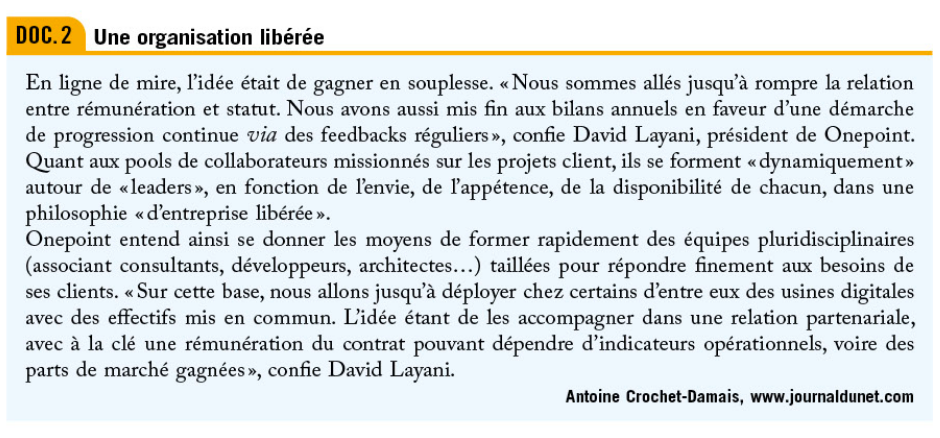 DOC. 2 Une organisation libérée
En ligne de mire, l'idée était de gagner en souplesse. « Nous sommes allés jusqu'à rompre la relation
entre rémunération et statut. Nous avons aussi mis fin aux bilans annuels en faveur d'une démarche
de progression continue via des feedbacks réguliers », confie David Layani, président de Onepoint.
Quant aux pools de collaborateurs missionnés sur les projets client, ils se forment « dynamiquement »
autour de « leaders », en fonction de l'envie, de l'appétence, de la disponibilité de chacun, dans une
philosophie « d'entreprise libérée ».
Onepoint entend ainsi se donner les moyens de former rapidement des équipes pluridisciplinaires
(associant consultants, développeurs, architectes…) taillées pour répondre finement aux besoins de
ses clients. « Sur cette base, nous allons jusqu'à déployer chez certains d'entre eux des usines digitales
avec des effectifs mis en commun. L'idée étant de les accompagner dans une relation partenariale,
avec à la clé une rémunération du contrat pouvant dépendre d'indicateurs opérationnels, voire des
parts de marché gagnées », confie David Layani.
Antoine Crochet-Damais, www.journaldunet.com